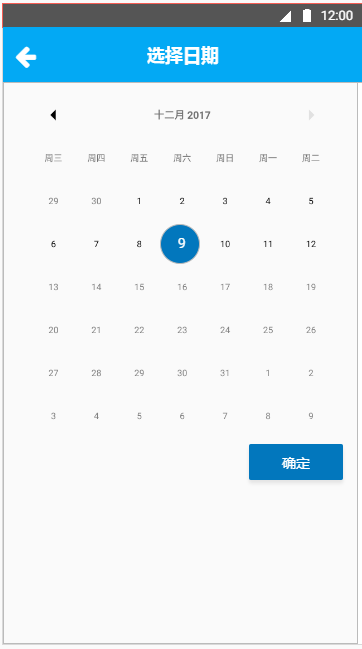 12:00
选择日期
十二月 2017
周三 周四 周五 周六 周日 周一 周二
29 30 1 2 3 4 5
6 7 8 9 10 11 12
13 14 15 16 17 18 19
20 21 22 23 24 25 26
27 28 29 30 31 1 2
3 4 5 6 7 8 9
确定